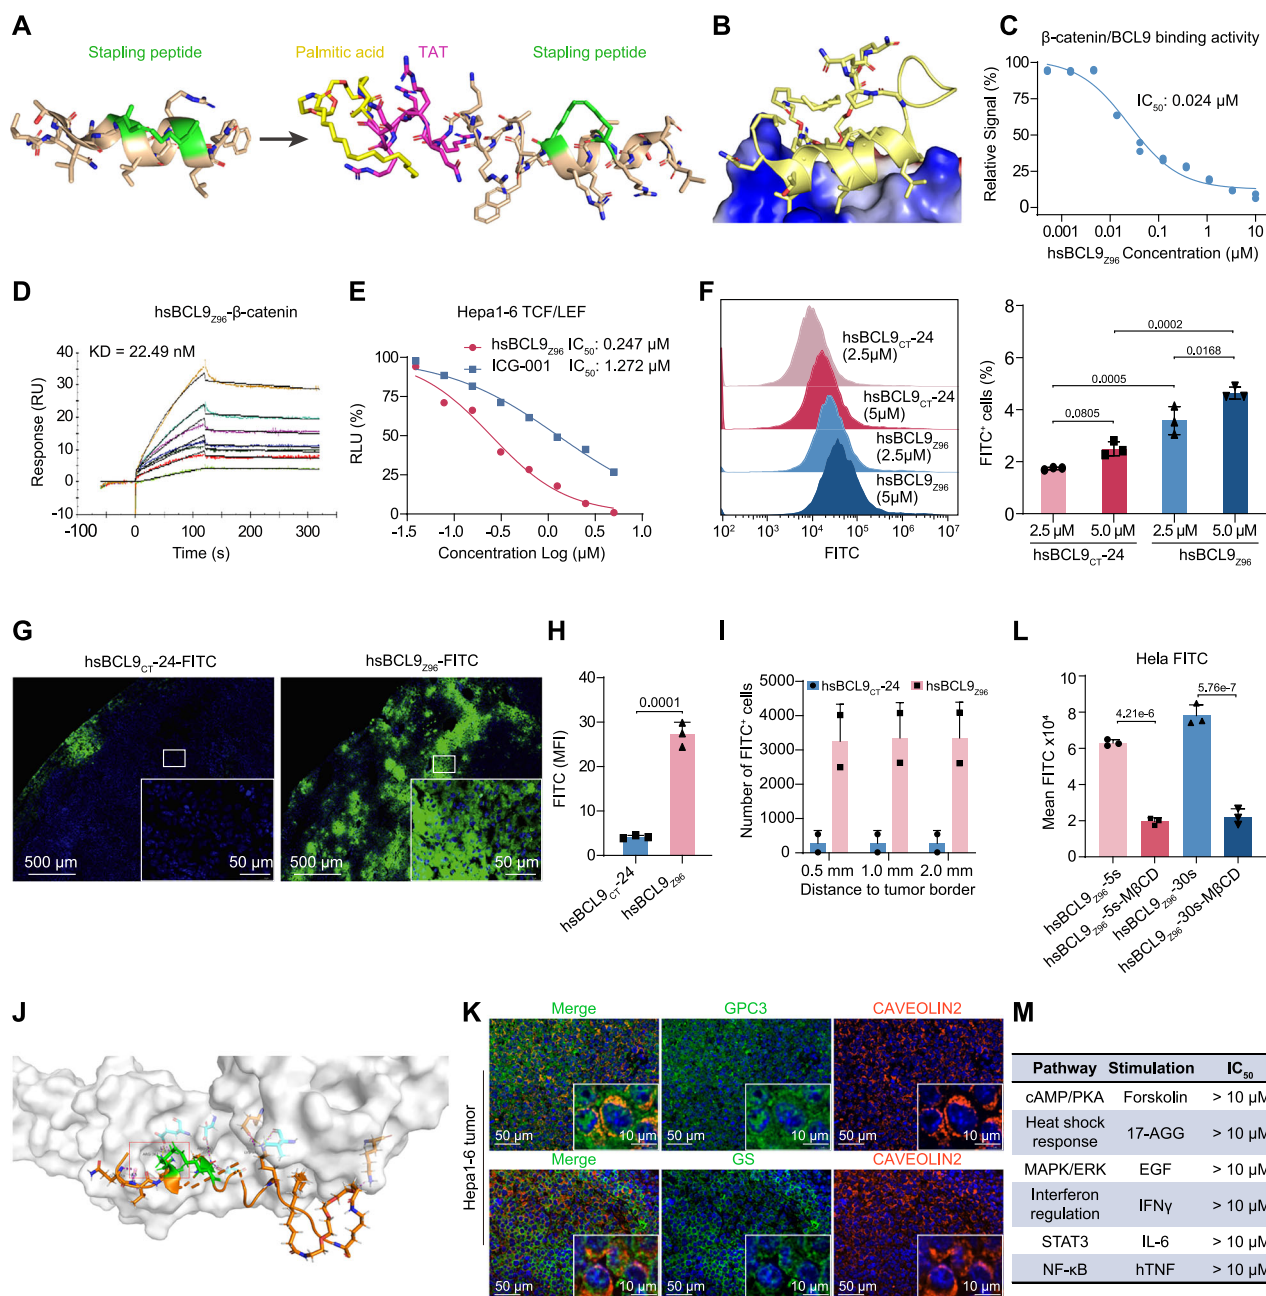 A
Stapling peptide
Palmitic acid
TAT
Stapling peptide
B
C
β-catenin/BCL9 binding activity
Relative Signal (%)
100
75
50
25
0
IC50: 0.024 µM
0.001 0.01 0.1 1 10
hsBCL9Z96 Concentration (µM)
D
hsBCL9Z96-β-catenin
KD = 22.49 nM
Response (RU)
40
30
20
10
0
-10
-100 0 100 200 300
Time (s)
E
Hepa1-6 TCF/LEF
hsBCL9Z96 IC50: 0.247 µM
ICG-001 IC50: 1.272 µM
RLU (%)
100
75
50
25
0
-1.5 -1.0 -0.5 0.0 0.5 1.0
Concentration Log (µM)
F
hsBCL9CT-24
(2.5µM)
hsBCL9CT-24
(5µM)
hsBCL9Z96
(2.5µM)
hsBCL9Z96
(5µM)
10² 10³ 10⁴ 10⁵ 10⁶ 10⁷
FITC
FITC⁺ cells (%)
8
6
4
2
0
0.0002
0.0168
0.0005
0.0805
2.5 µM 5.0 µM 2.5 µM 5.0 µM
hsBCL9CT-24 hsBCL9Z96
G
hsBCL9CT-24-FITC
hsBCL9Z96-FITC
500 µm
50 µm
500 µm
50 µm
H
FITC (MFI)
40
30
20
10
0
0.0001
hsBCL9CT-24
hsBCL9Z96
I
hsBCL9CT-24 hsBCL9Z96
Number of FITC⁺ cells
5000
4000
3000
2000
1000
0
0.5 mm 1.0 mm 2.0 mm
Distance to tumor border
L
Hela FITC
Mean FITC x10⁴
10
8
6
4
2
0
4.21e-6
5.76e-7
hsBCL9Z96-5s
hsBCL9Z96-5s-MβCD
hsBCL9Z96-30s
hsBCL9Z96-30s-MβCD
J
K
Hepa1-6 tumor
Merge
GPC3
CAVEOLIN2
50 µm
10 µm
50 µm
10 µm
50 µm
10 µm
Merge
GS
CAVEOLIN2
50 µm
10 µm
50 µm
10 µm
50 µm
10 µm
M
Pathway Stimulation IC50
cAMP/PKA Forskolin > 10 µM
Heat shock
response 17-AGG > 10 µM
MAPK/ERK EGF > 10 µM
Interferon
regulation IFNγ > 10 µM
STAT3 IL-6 > 10 µM
NF-κB hTNF > 10 µM